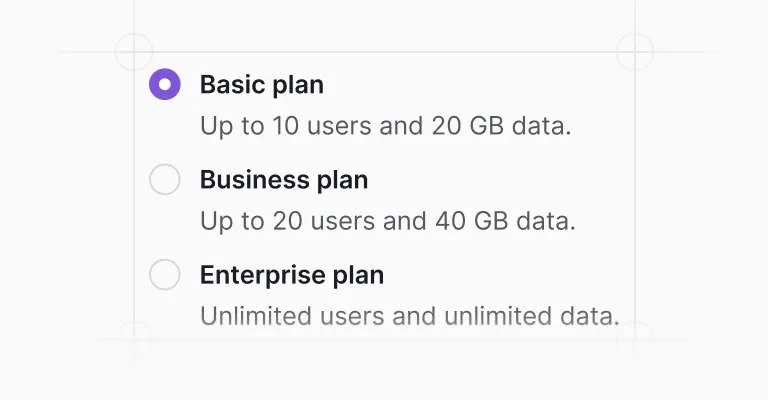 Basic plan
Up to 10 users and 20 GB data.
Business plan
Up to 20 users and 40 GB data.
Enterprise plan
Unlimited users and unlimited data.